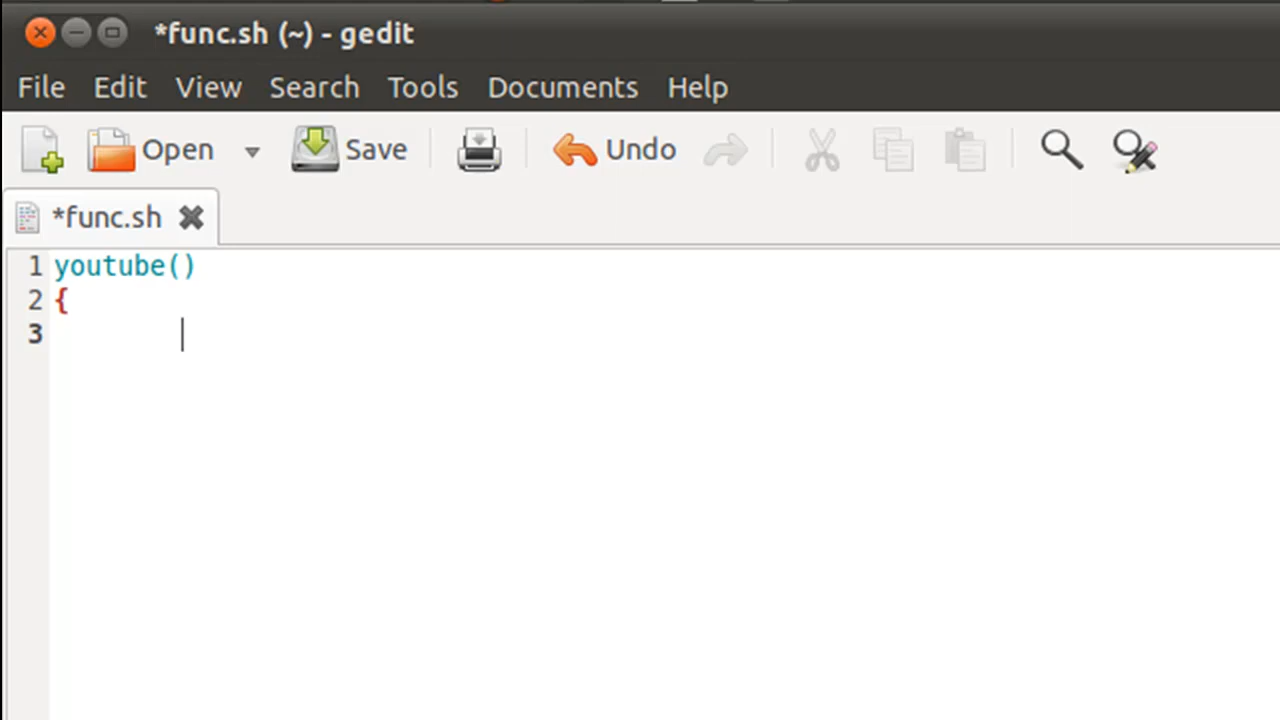 *func.sh (~) - gedit
File Edit View Search Tools Documents Help
Open Save Undo
*func.sh
1 youtube()
2 {
3